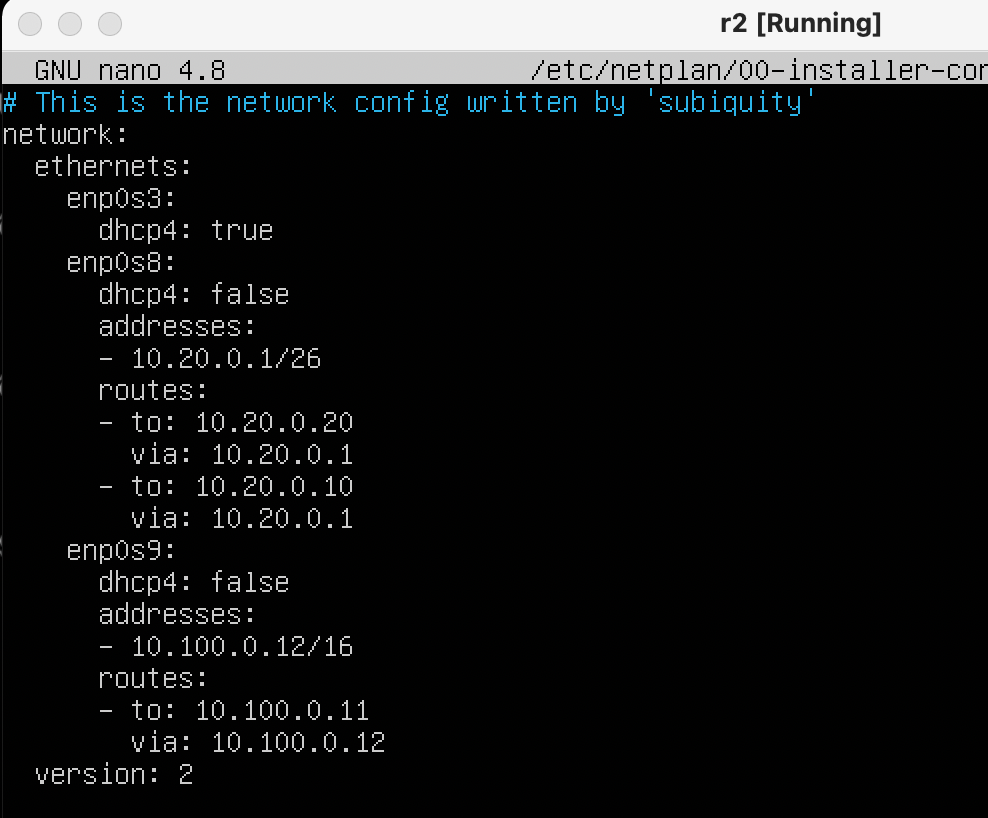 r2 [Running]
GNU nano 4.8 /etc/netplan/00-installer-con
# This is the network config written by 'subiquity'
network:
  ethernets:
    enp0s3:
      dhcp4: true
    enp0s8:
      dhcp4: false
      addresses:
      - 10.20.0.1/26
      routes:
      - to: 10.20.0.20
        via: 10.20.0.1
      - to: 10.20.0.10
        via: 10.20.0.1
    enp0s9:
      dhcp4: false
      addresses:
      - 10.100.0.12/16
      routes:
      - to: 10.100.0.11
        via: 10.100.0.12
  version: 2